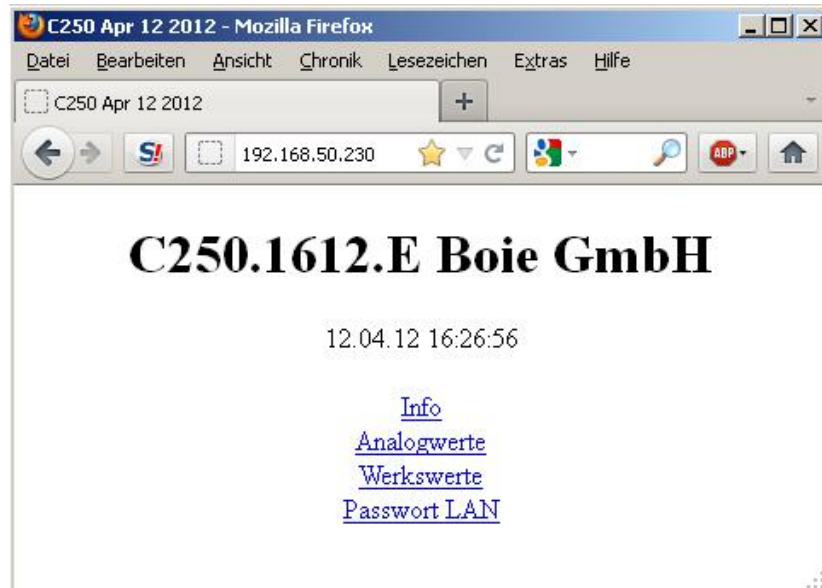 C250 Apr 12 2012 - Mozilla Firefox
Datei Bearbeiten Ansicht Chronik Lesezeichen Extras Hilfe
C250 Apr 12 2012
S! 192.168.50.230 ABP
C250.1612.E Boie GmbH
12.04.12 16:26:56
Info
Analogwerte
Werkswerte
Passwort LAN